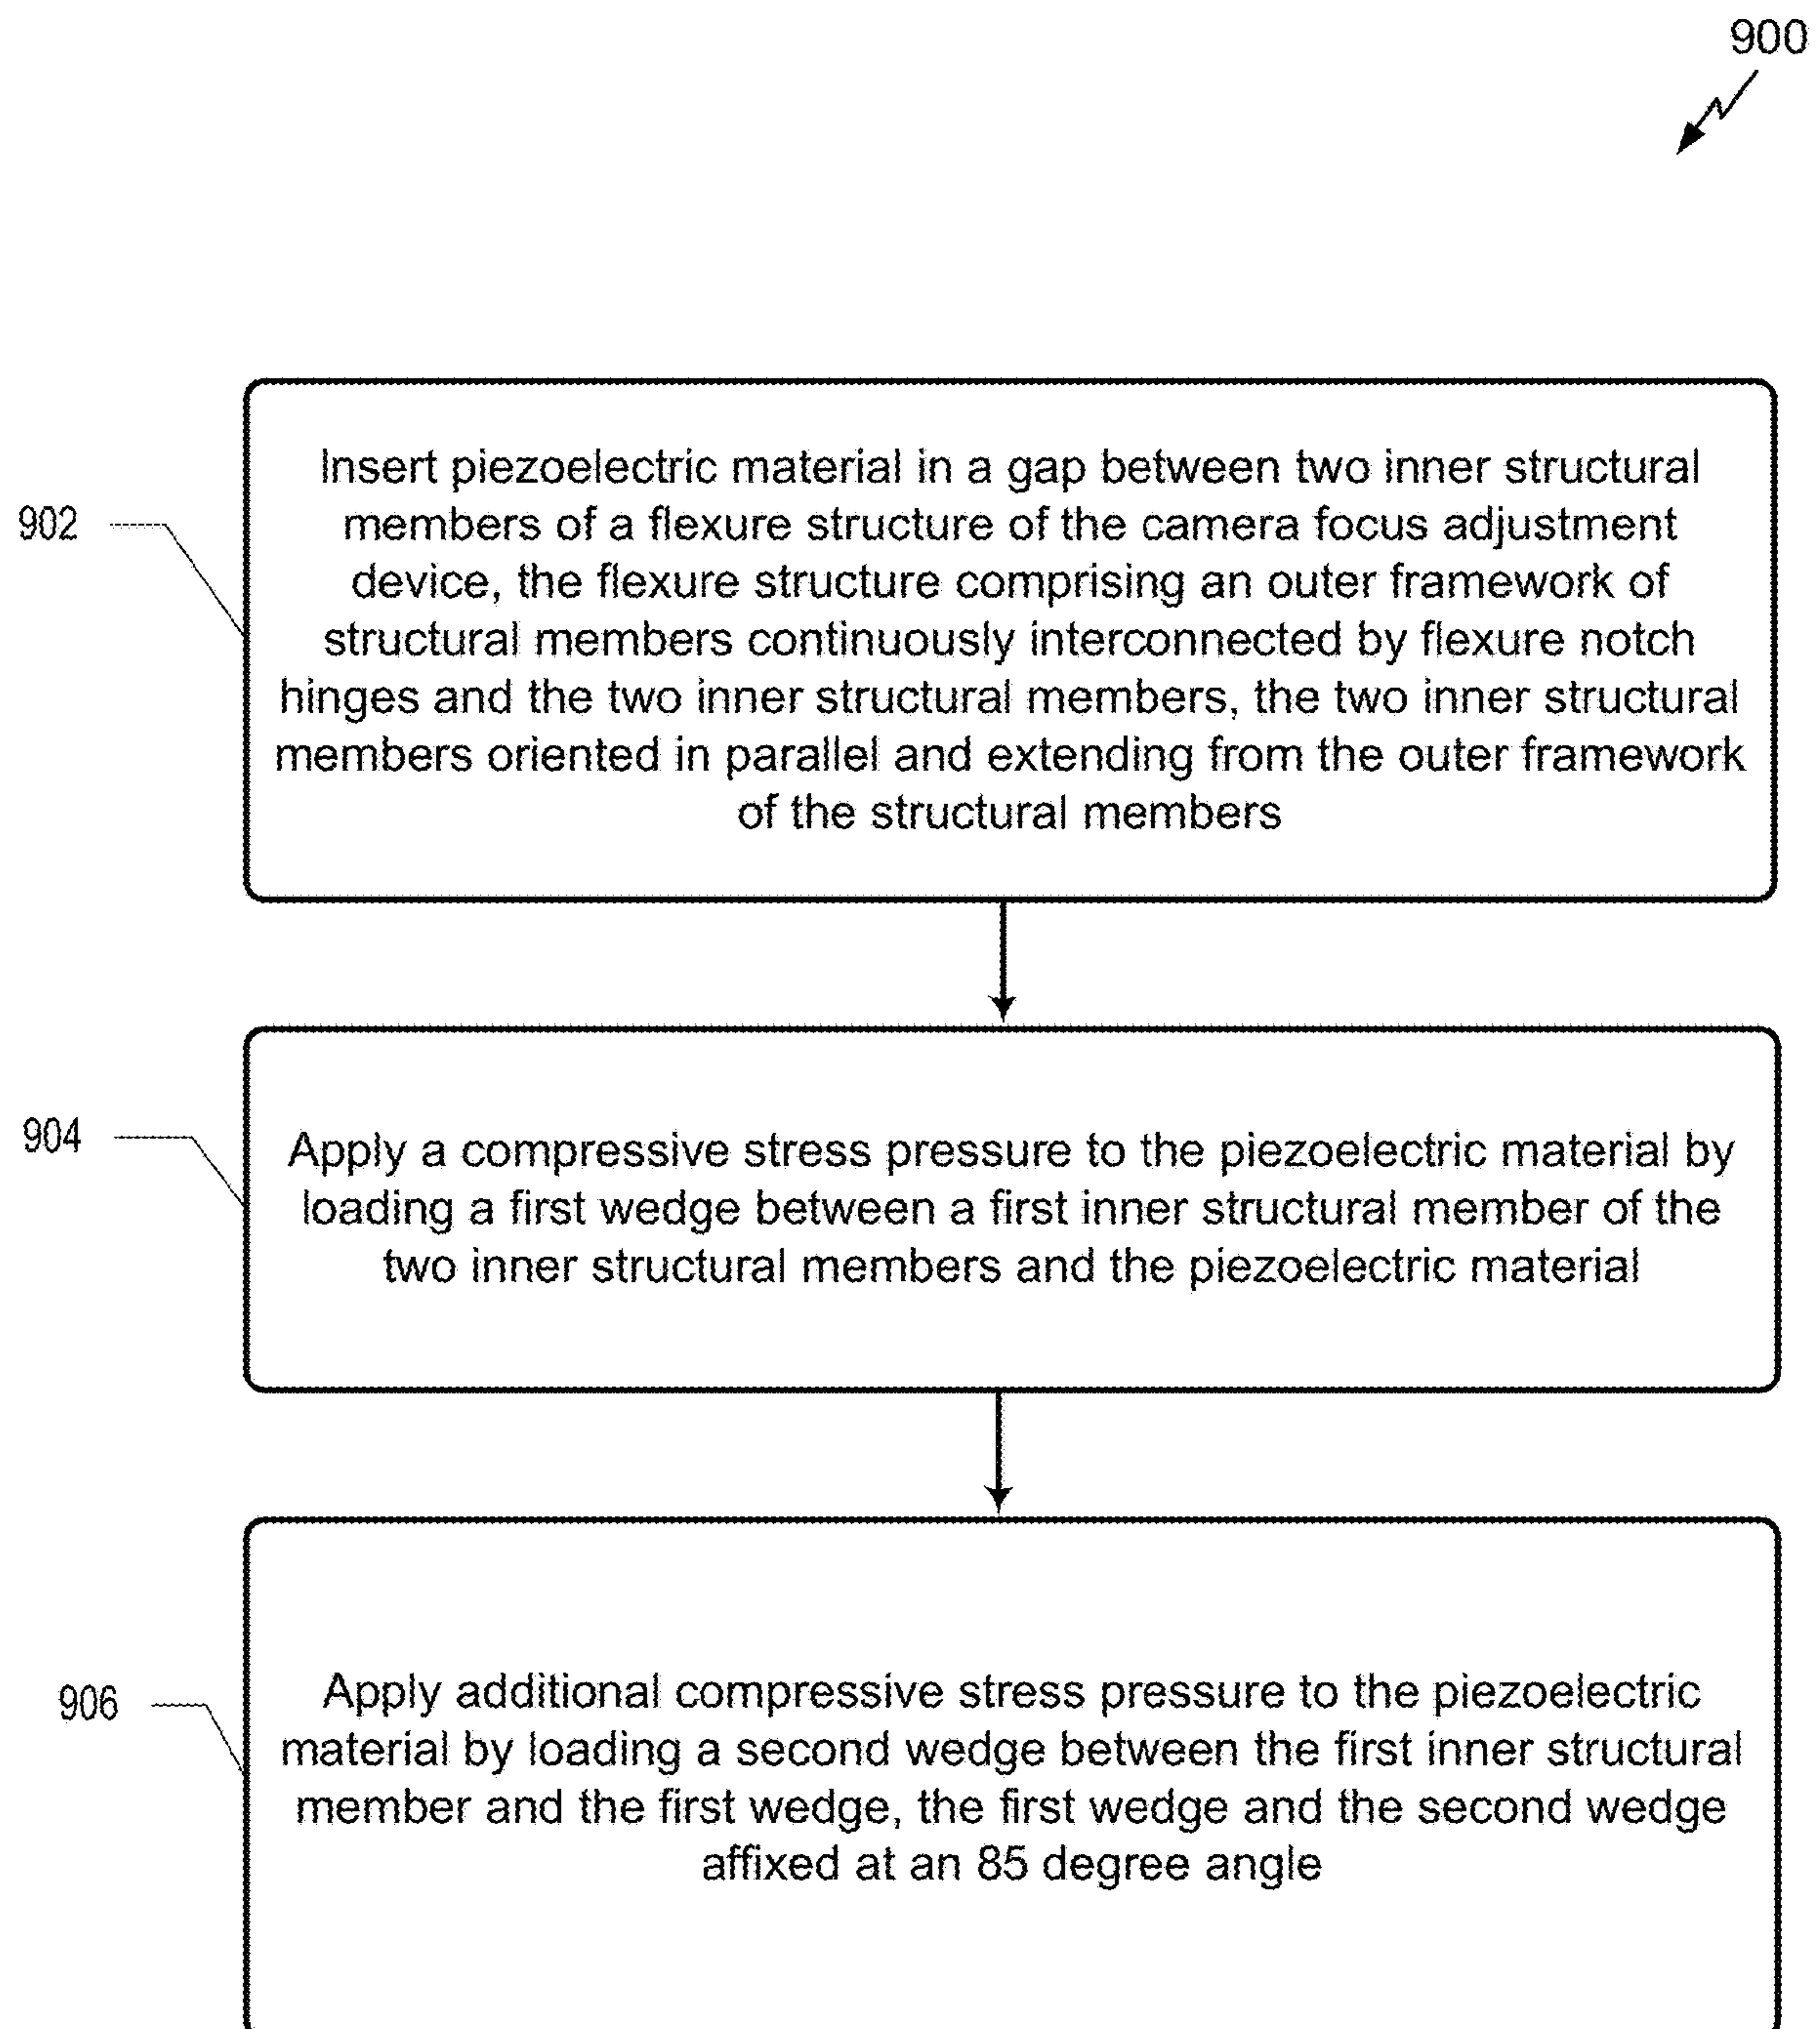 900
902
Insert piezoelectric material in a gap between two inner structural
members of a flexure structure of the camera focus adjustment
device, the flexure structure comprising an outer framework of
structural members continuously interconnected by flexure notch
hinges and the two inner structural members, the two inner structural
members oriented in parallel and extending from the outer framework
of the structural members
904
Apply a compressive stress pressure to the piezoelectric material by
loading a first wedge between a first inner structural member of the
two inner structural members and the piezoelectric material
906
Apply additional compressive stress pressure to the piezoelectric
material by loading a second wedge between the first inner structural
member and the first wedge, the first wedge and the second wedge
affixed at an 85 degree angle